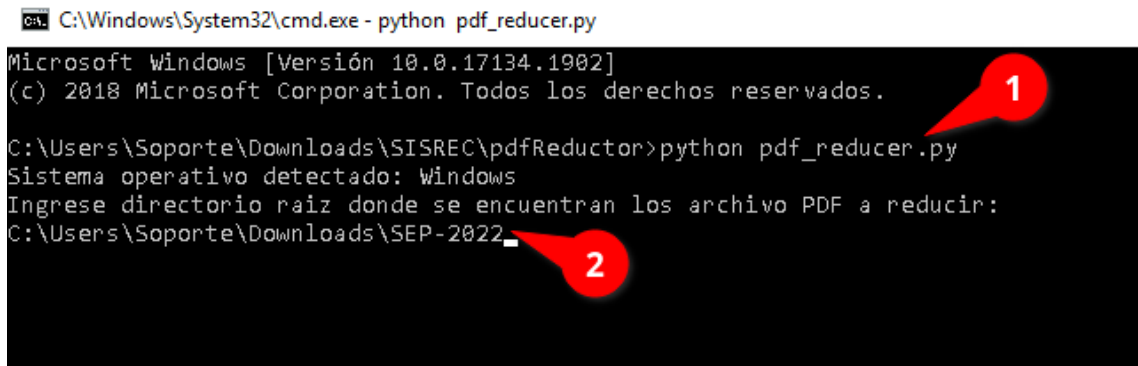 C:\Windows\System32\cmd.exe - python pdf_reducer.py
Microsoft Windows [Versión 10.0.17134.1902]
(c) 2018 Microsoft Corporation. Todos los derechos reservados.
1
C:\Users\Soporte\Downloads\SISREC\pdfReductor>python pdf_reducer.py
Sistema operativo detectado: Windows
Ingrese directorio raiz donde se encuentran los archivo PDF a reducir:
C:\Users\Soporte\Downloads\SEP-2022
2